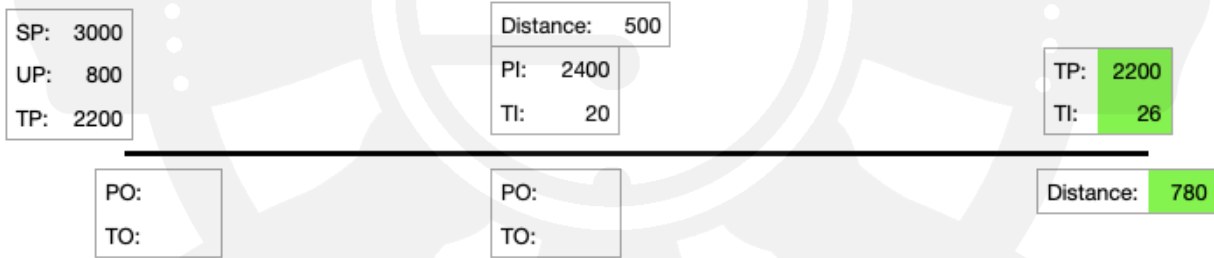 SP: 3000
UP: 800
TP: 2200
Distance: 500
PI: 2400
TI: 20
TP: 2200
TI: 26
PO:
TO:
PO:
TO:
Distance: 780